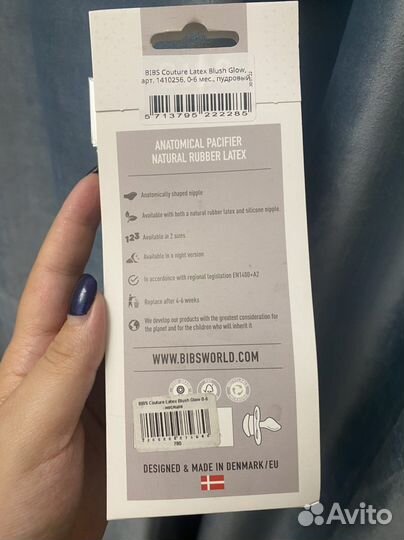 BIBS Couture Latex Blush Glow,
арт. 1410256, 0-6 мес., пудровый
5 713795 222285
ANATOMICAL PACIFIER
NATURAL RUBBER LATEX
Anatomically shaped nipple
Available with both a natural rubber latex and silicone nipple
123 Available in 2 sizes
Available in a night version
In accordance with regional legislation EN1400+A2
Replace after 4-6 weeks
We develop our products with the greatest consideration for
the planet and for the children who will inherit it
WWW.BIBSWORLD.COM
BIBS Couture Latex Blush Glow 0-6
месяцев
780
DESIGNED & MADE IN DENMARK/EU
Avito